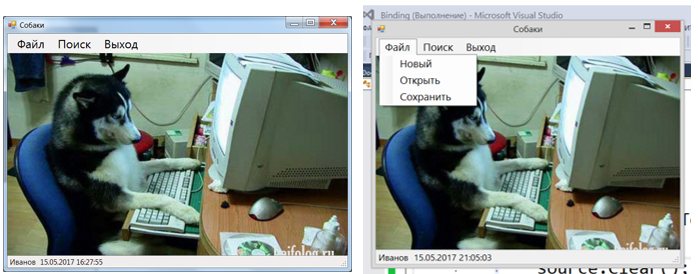 Собаки
Файл Поиск Выход
Иванов 15.05.2017 16:27:55
Binding (Выполнение) - Microsoft Visual Studio
Собаки
Файл Поиск Выход
Новый
Открыть
Сохранить
Иванов 15.05.2017 21:05:03
source.clear();